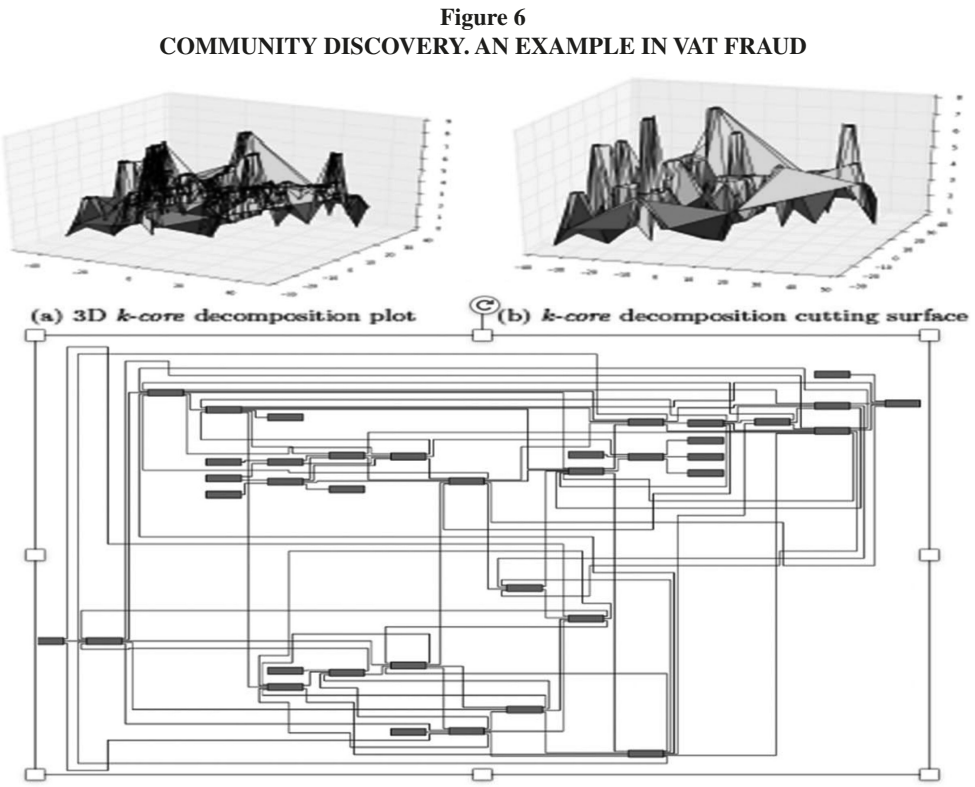 Figure 6
COMMUNITY DISCOVERY. AN EXAMPLE IN VAT FRAUD
(a) 3D k-core decomposition plot
(b) k-core decomposition cutting surface